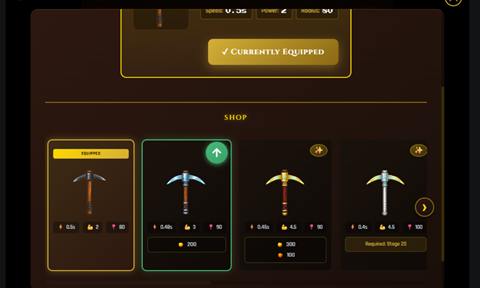 Speed: 0.5s Power: 2 Radius: 80
✓ Currently Equipped
SHOP
EQUIPPED
0.5s 2 80
0.48s 3 90
200
0.45s 4.5 90
300
100
0.4s 4.5 100
Required: Stage 20